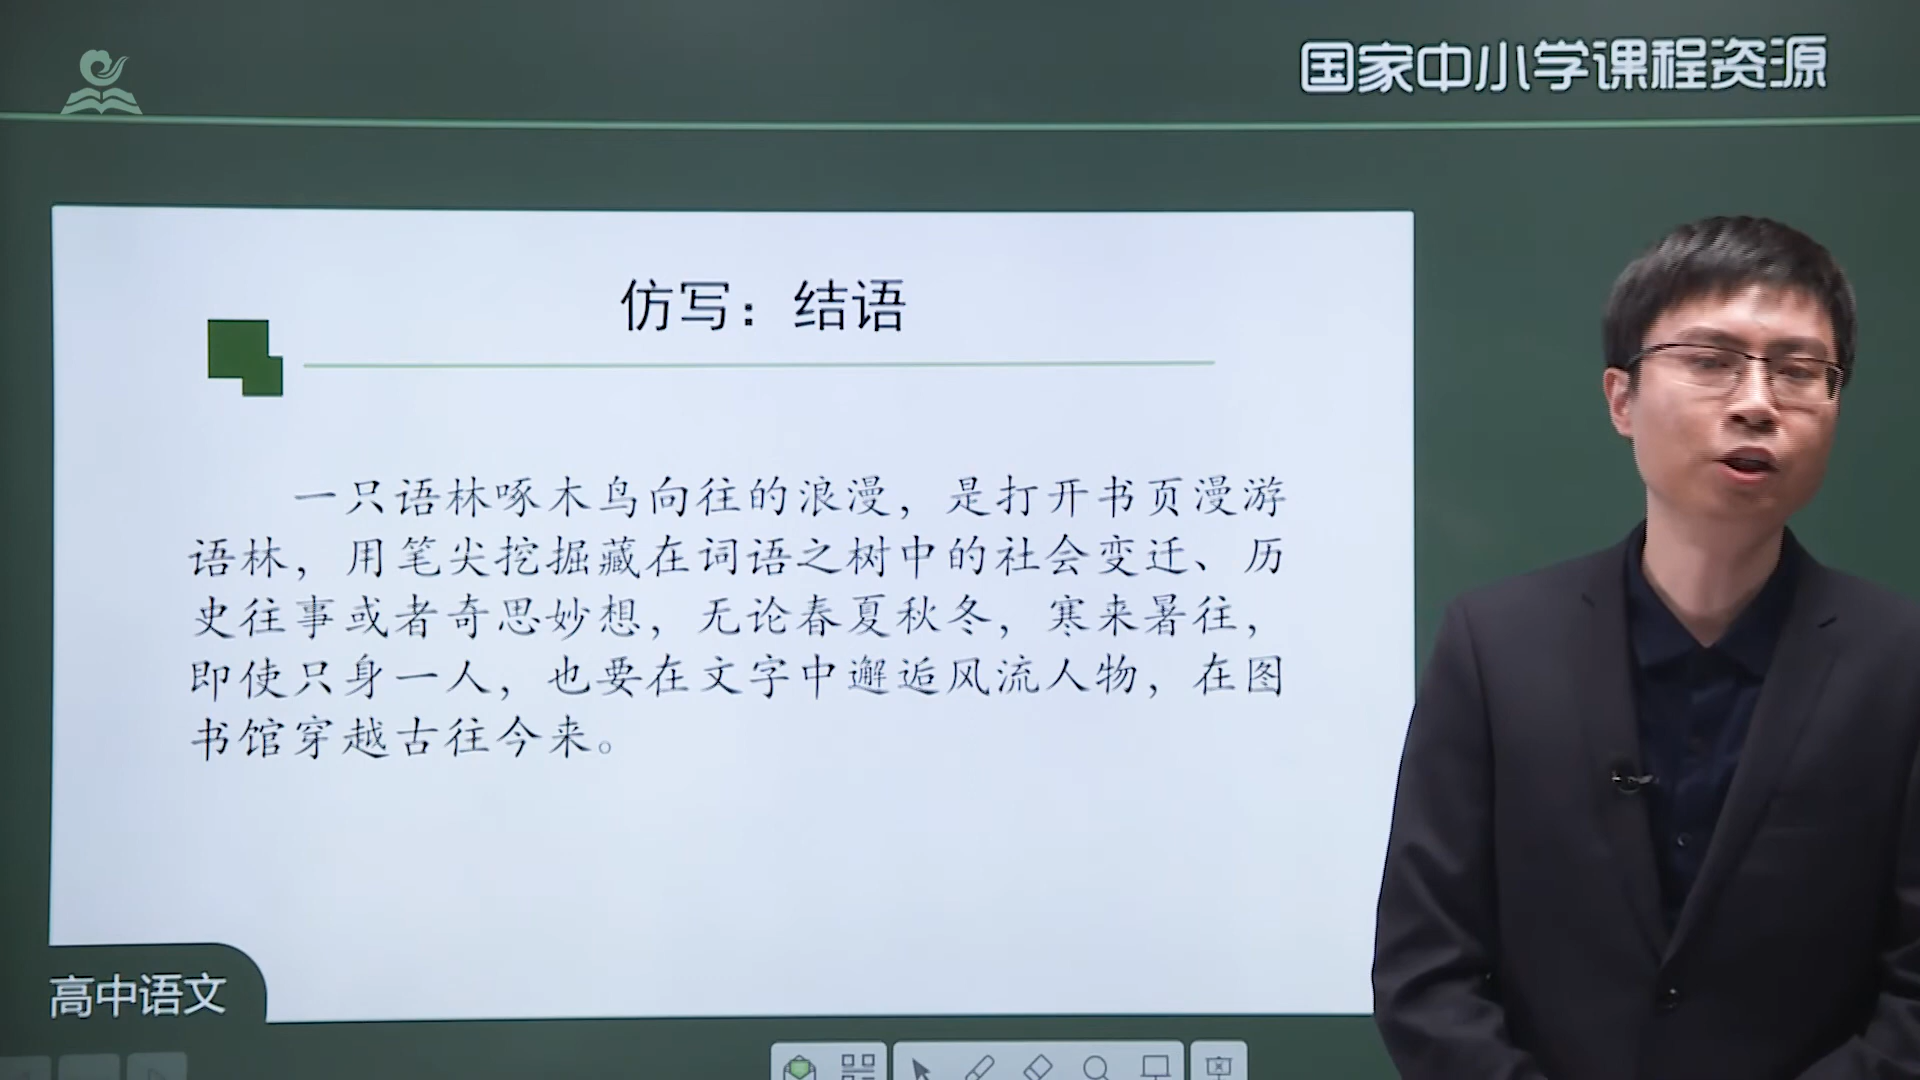 国家中小学课程资源
仿写：结语
一只语林啄木鸟向往的浪漫，是打开书页漫游
语林，用笔尖挖掘藏在词语之树中的社会变迁、历
史往事或者奇思妙想，无论春夏秋冬，寒来暑往，
即使只身一人，也要在文字中邂逅风流人物，在图
书馆穿越古往今来。
高中语文